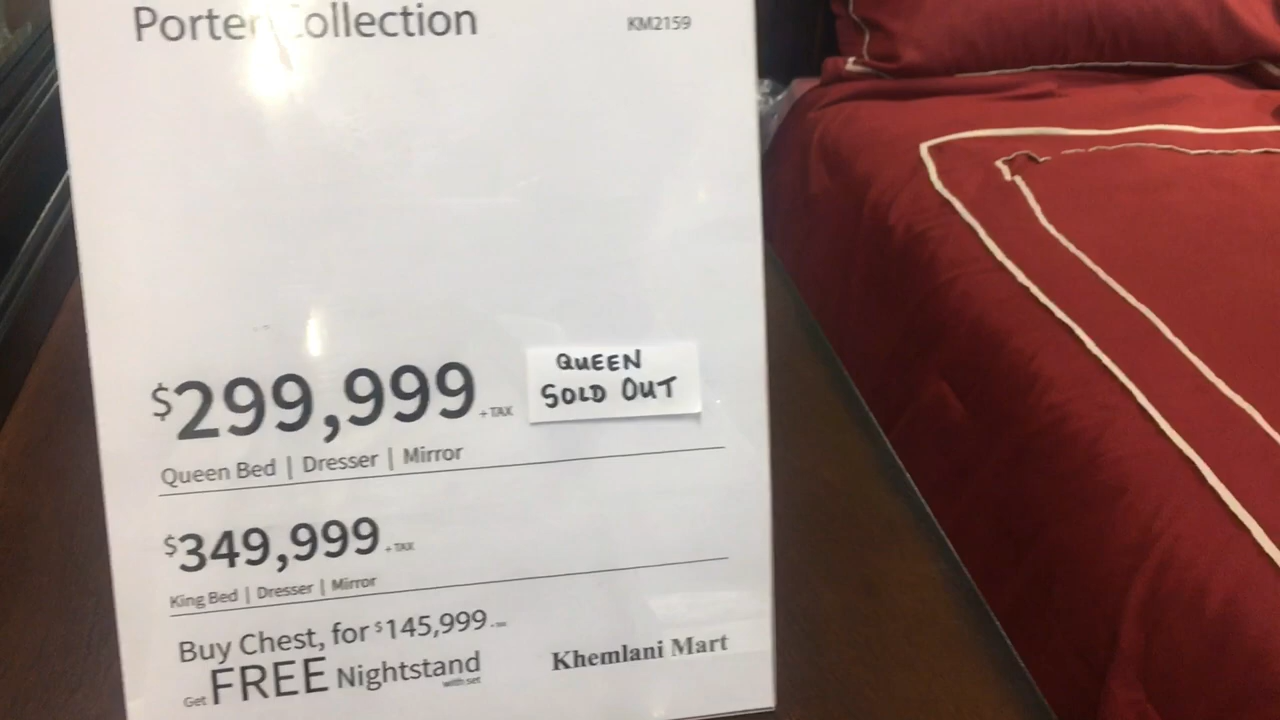 Porter Collection
KM2159
$299,999 +TAX
QUEEN
SOLD OUT
Queen Bed | Dresser | Mirror
$349,999 +TAX
King Bed | Dresser | Mirror
Buy Chest, for $145,999
Get FREE Nightstand
with set
Khemlani Mart